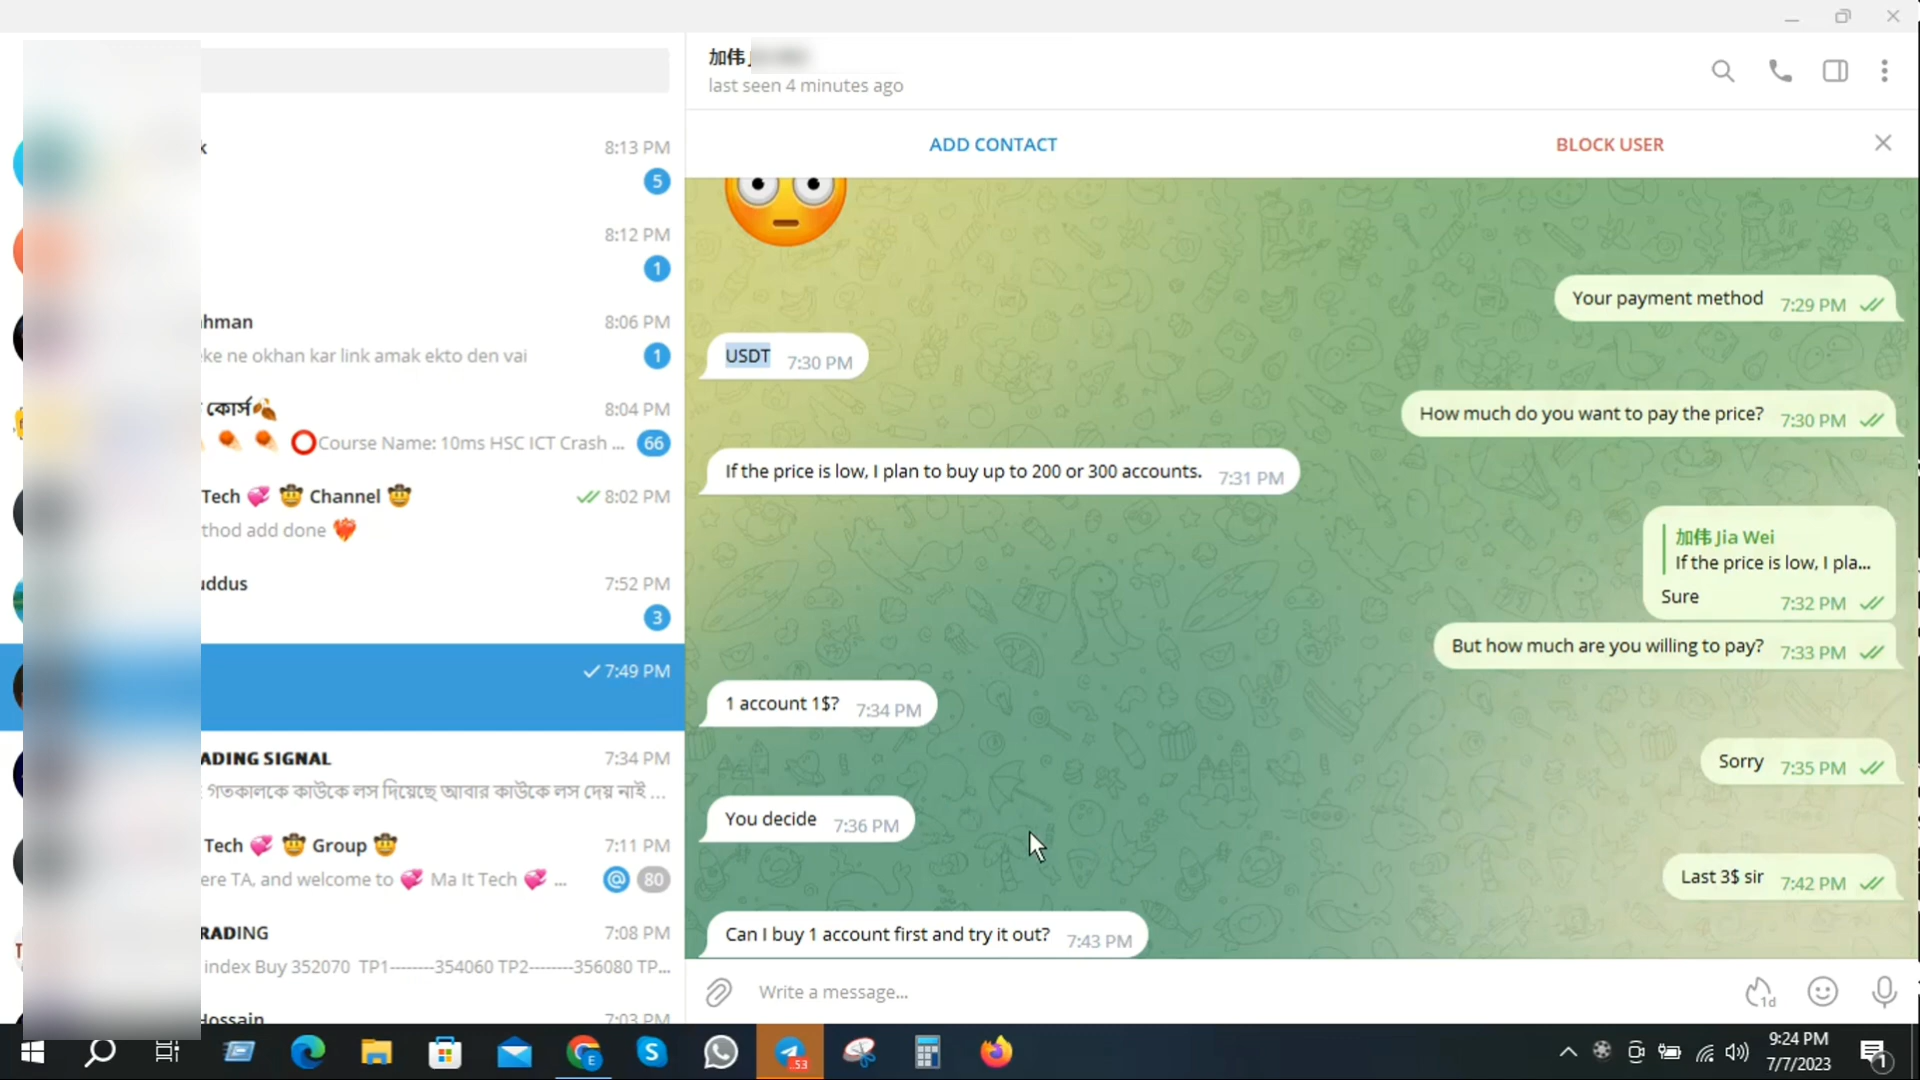 加伟
last seen 4 minutes ago
ADD CONTACT
BLOCK USER
k
8:13 PM
5
8:12 PM
1
hman
8:06 PM
eke ne okhan kar link amak ekto den vai
1
কোর্স
8:04 PM
Course Name: 10ms HSC ICT Crash ...
66
Tech 💞 🤠 Channel 🤠
8:02 PM
thod add done ❤️‍🔥
uddus
7:52 PM
3
7:49 PM
ADING SIGNAL
7:34 PM
গতকালকে কাউকে লস দিয়েছে আবার কাউকে লস দেয় নাই ...
Tech 💞 🤠 Group 🤠
7:11 PM
ere TA, and welcome to 💞 Ma It Tech 💞 ...
@
80
RADING
7:08 PM
index Buy 352070 TP1--------354060 TP2--------356080 TP...
Hossain
7:03 PM
Your payment method 7:29 PM
USDT 7:30 PM
How much do you want to pay the price? 7:30 PM
If the price is low, I plan to buy up to 200 or 300 accounts. 7:31 PM
加伟 Jia Wei
If the price is low, I pla...
Sure 7:32 PM
But how much are you willing to pay? 7:33 PM
1 account 1$? 7:34 PM
Sorry 7:35 PM
You decide 7:36 PM
Last 3$ sir 7:42 PM
Can I buy 1 account first and try it out? 7:43 PM
Write a message...
1d
E
S
53
9:24 PM
7/7/2023
1